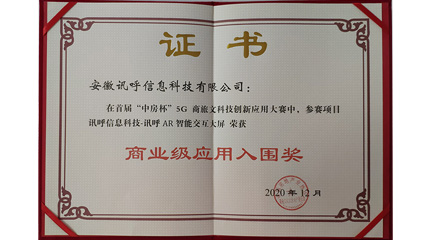 证书
安徽讯呼信息科技有限公司：
在首届“中房杯”5G 商旅文科技创新应用大赛中，参赛项目
讯呼信息科技·讯呼AR智能交互大屏 荣获
商业级应用入围奖
2020年12月